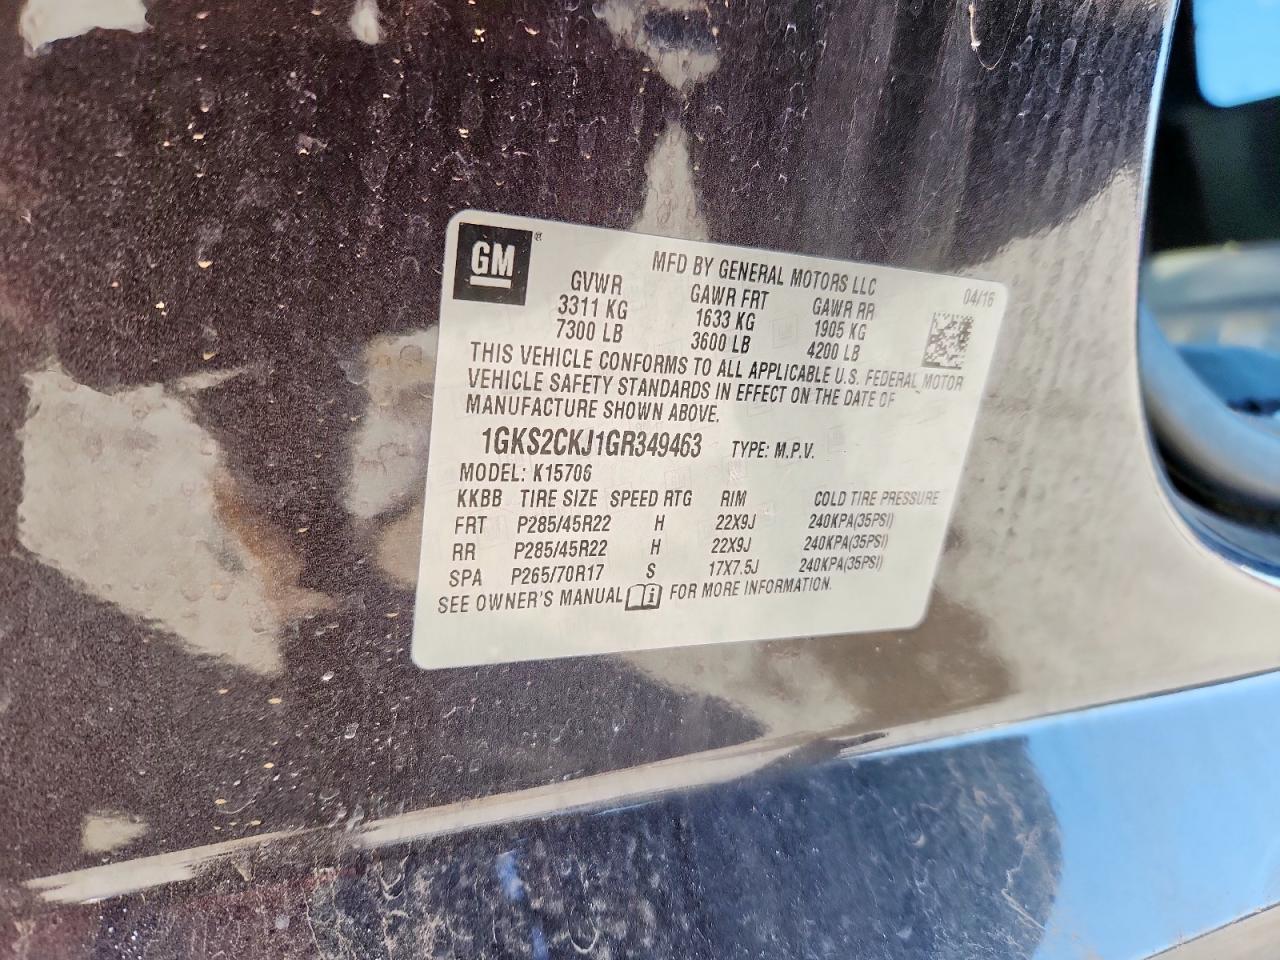 GM®
MFD BY GENERAL MOTORS LLC
04/16
GVWR GAWR FRT GAWR RR
3311 KG 1633 KG 1905 KG
7300 LB 3600 LB 4200 LB
THIS VEHICLE CONFORMS TO ALL APPLICABLE U.S. FEDERAL MOTOR
VEHICLE SAFETY STANDARDS IN EFFECT ON THE DATE OF
MANUFACTURE SHOWN ABOVE.
1GKS2CKJ1GR349463 TYPE: M.P.V.
MODEL: K15706
KKBB TIRE SIZE SPEED RTG RIM COLD TIRE PRESSURE
FRT P285/45R22 H 22X9J 240KPA(35PSI)
RR P285/45R22 H 22X9J 240KPA(35PSI)
SPA P265/70R17 S 17X7.5J 240KPA(35PSI)
SEE OWNER'S MANUAL i FOR MORE INFORMATION.